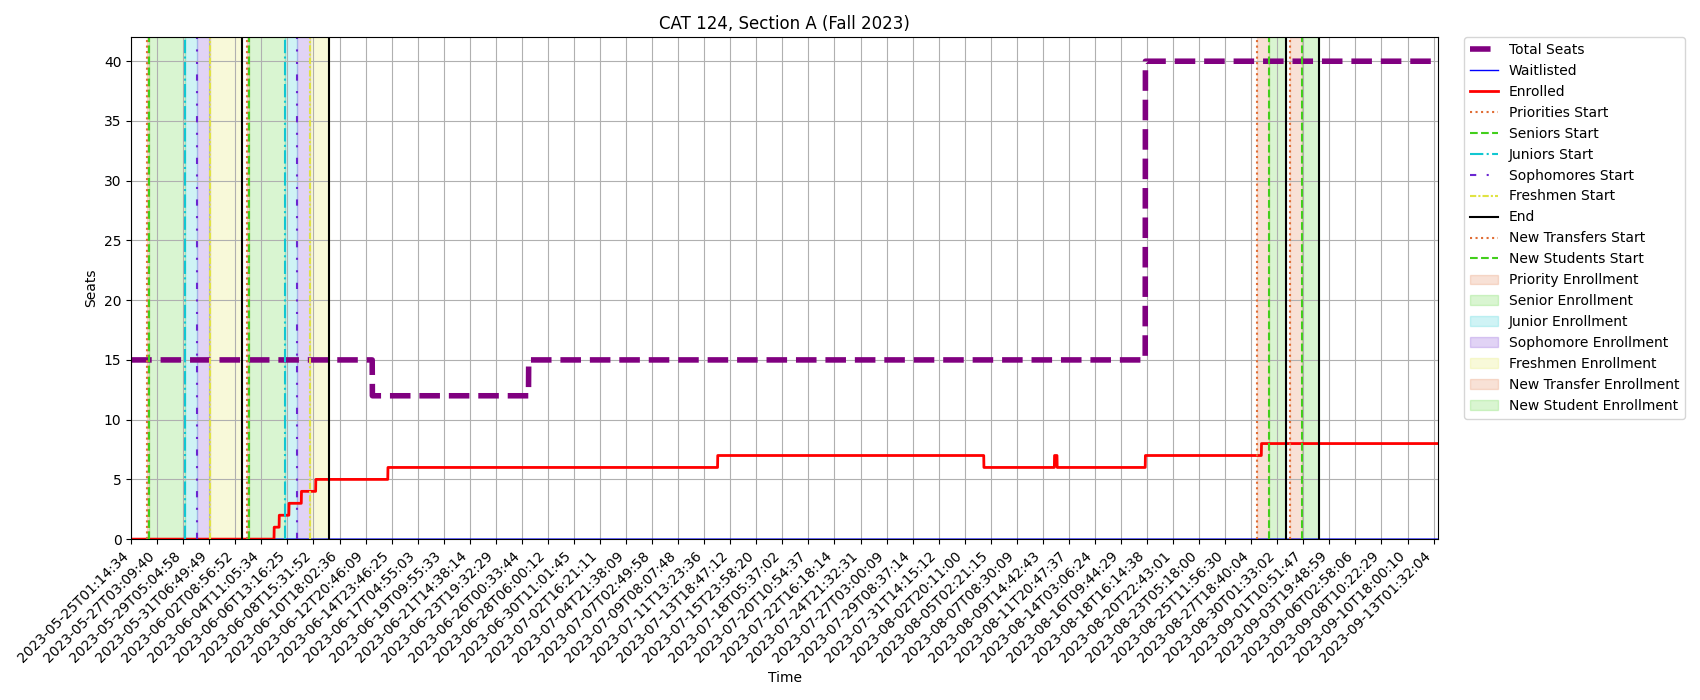 CAT 124, Section A (Fall 2023)
Seats
40
35
30
25
20
15
10
5
0
2023-05-25T01:14:34
2023-05-27T03:09:40
2023-05-29T05:04:58
2023-05-31T06:49:49
2023-06-02T08:56:52
2023-06-04T11:05:34
2023-06-06T13:16:25
2023-06-08T15:31:52
2023-06-10T18:02:36
2023-06-12T20:46:09
2023-06-14T23:46:25
2023-06-17T04:55:03
2023-06-19T09:55:33
2023-06-21T14:38:14
2023-06-23T19:32:29
2023-06-26T00:33:44
2023-06-28T06:00:12
2023-06-30T11:01:45
2023-07-02T16:21:11
2023-07-04T21:38:09
2023-07-07T02:49:58
2023-07-09T08:07:48
2023-07-11T13:23:36
2023-07-13T18:47:12
2023-07-15T23:58:20
2023-07-18T05:37:02
2023-07-20T10:54:37
2023-07-22T16:18:14
2023-07-24T21:32:31
2023-07-27T03:00:09
2023-07-29T08:37:14
2023-07-31T14:15:12
2023-08-02T20:11:00
2023-08-05T02:21:15
2023-08-07T08:30:09
2023-08-09T14:42:43
2023-08-11T20:47:37
2023-08-14T03:06:24
2023-08-16T09:44:29
2023-08-18T16:14:38
2023-08-20T22:43:01
2023-08-23T05:18:00
2023-08-25T11:56:30
2023-08-27T18:40:04
2023-08-30T01:33:02
2023-09-01T10:51:47
2023-09-03T19:48:59
2023-09-06T02:58:06
2023-09-08T10:22:29
2023-09-10T18:00:10
2023-09-13T01:32:04
Time
Total Seats
Waitlisted
Enrolled
Priorities Start
Seniors Start
Juniors Start
Sophomores Start
Freshmen Start
End
New Transfers Start
New Students Start
Priority Enrollment
Senior Enrollment
Junior Enrollment
Sophomore Enrollment
Freshmen Enrollment
New Transfer Enrollment
New Student Enrollment